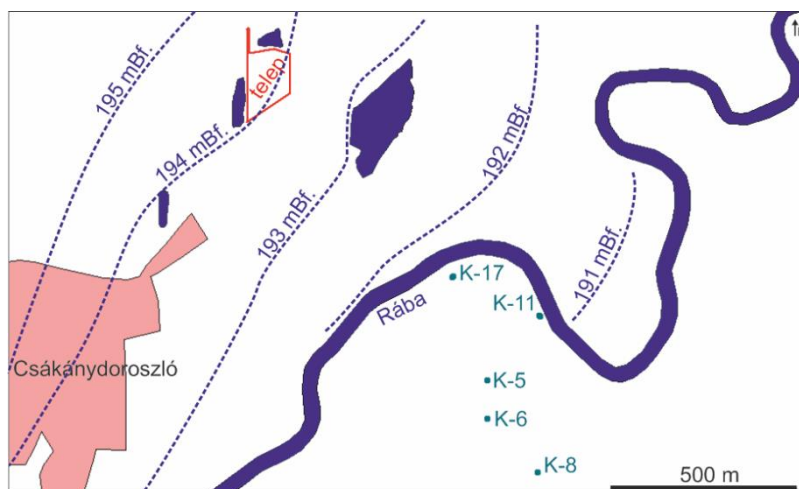 195 mBf.
telep
194 mBf.
193 mBf.
192 mBf.
191 mBf.
K-17
Rába
K-11
Csákánydoroszló
K-5
K-6
K-8
500 m